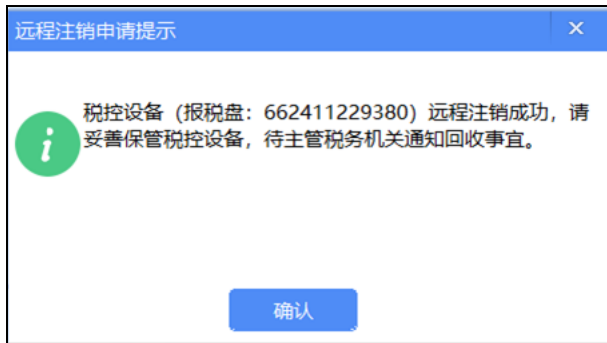 远程注销申请提示
税控设备（报税盘：662411229380）远程注销成功，请
妥善保管税控设备，待主管税务机关通知回收事宜。
确认